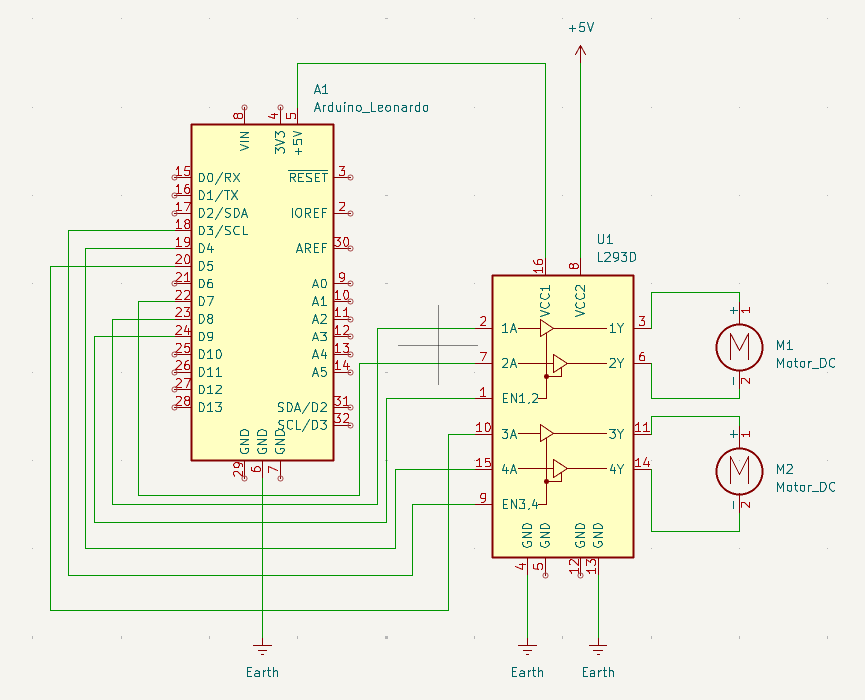 +5V
A1
Arduino_Leonardo
8
4
5
VIN
3V3
+5V
15 D0/RX
RESET 3
16 D1/TX
17 D2/SDA
IOREF 2
18 D3/SCL
19 D4
AREF 30
20 D5
21 D6
A0 9
22 D7
A1 10
23 D8
A2 11
24 D9
A3 12
25 D10
A4 13
26 D11
A5 14
27 D12
28 D13
SDA/D2 31
SCL/D3 32
GND
GND
GND
29
6
7
Earth
U1
L293D
16
8
VCC1
VCC2
2 1A
1Y 3
7 2A
2Y 6
1 EN1,2
10 3A
3Y 11
15 4A
4Y 14
9 EN3,4
GND
GND
GND
GND
4
5
12
13
Earth
Earth
+ 1
M
M1
Motor_DC
− 2
+ 1
M
M2
Motor_DC
− 2